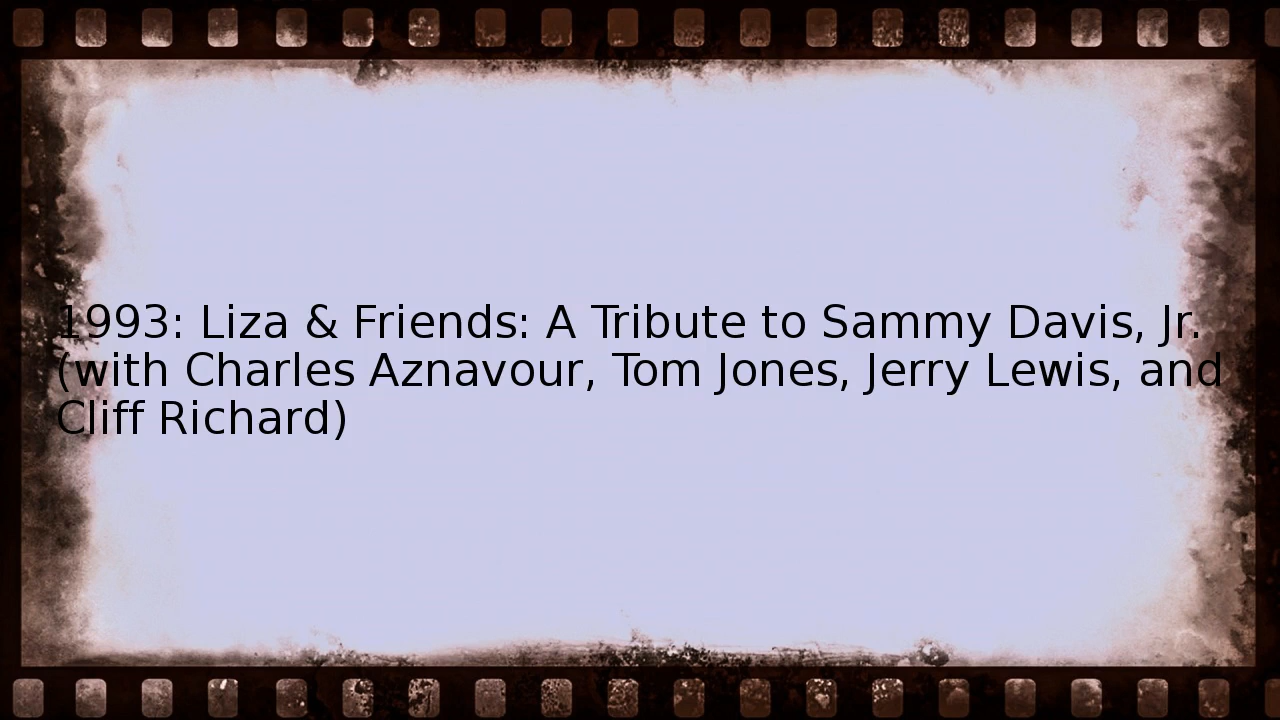 1993: Liza & Friends: A Tribute to Sammy Davis, Jr.
(with Charles Aznavour, Tom Jones, Jerry Lewis, and
Cliff Richard)